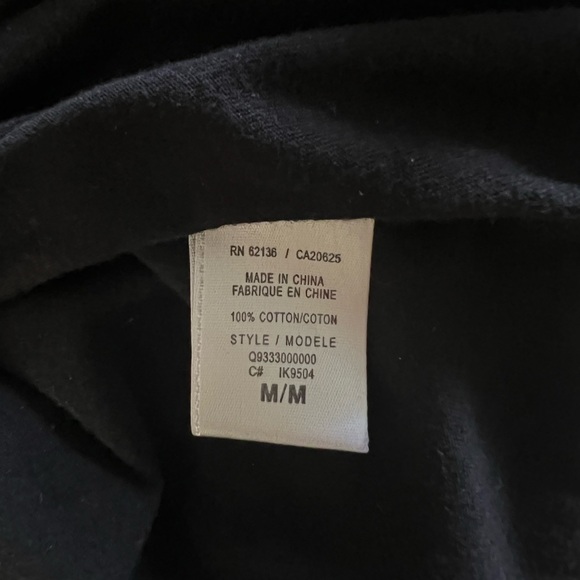 RN 62136 / CA20625
MADE IN CHINA
FABRIQUE EN CHINE
100% COTTON/COTON
STYLE / MODELE
Q9333000000
C# IK9504
M/M